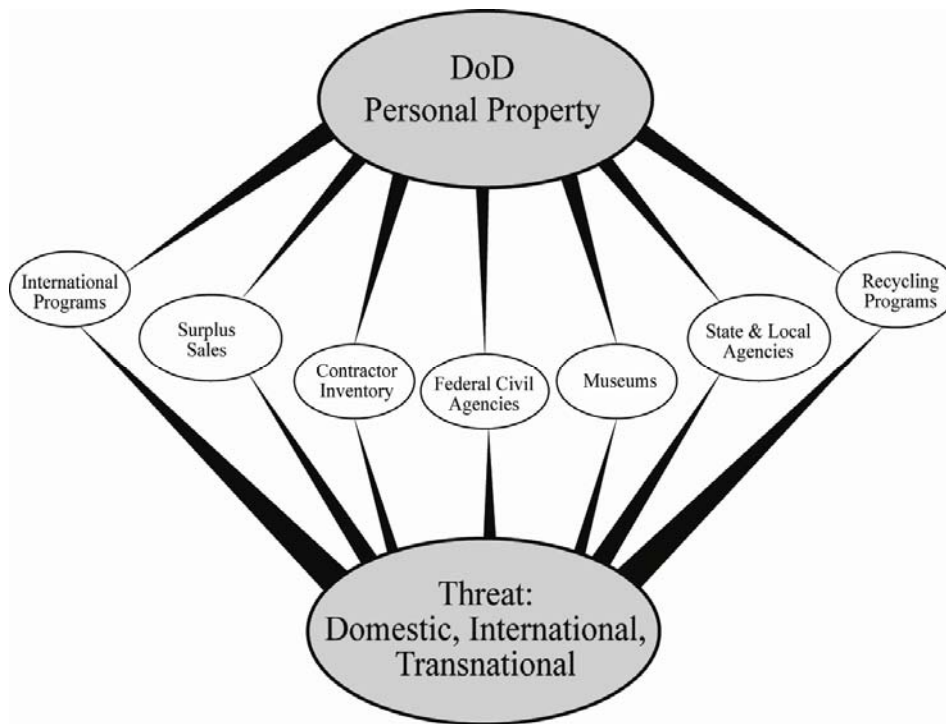 DoD
Personal Property
International
Programs
Surplus
Sales
Contractor
Inventory
Federal Civil
Agencies
Museums
State & Local
Agencies
Recycling
Programs
Threat:
Domestic, International,
Transnational